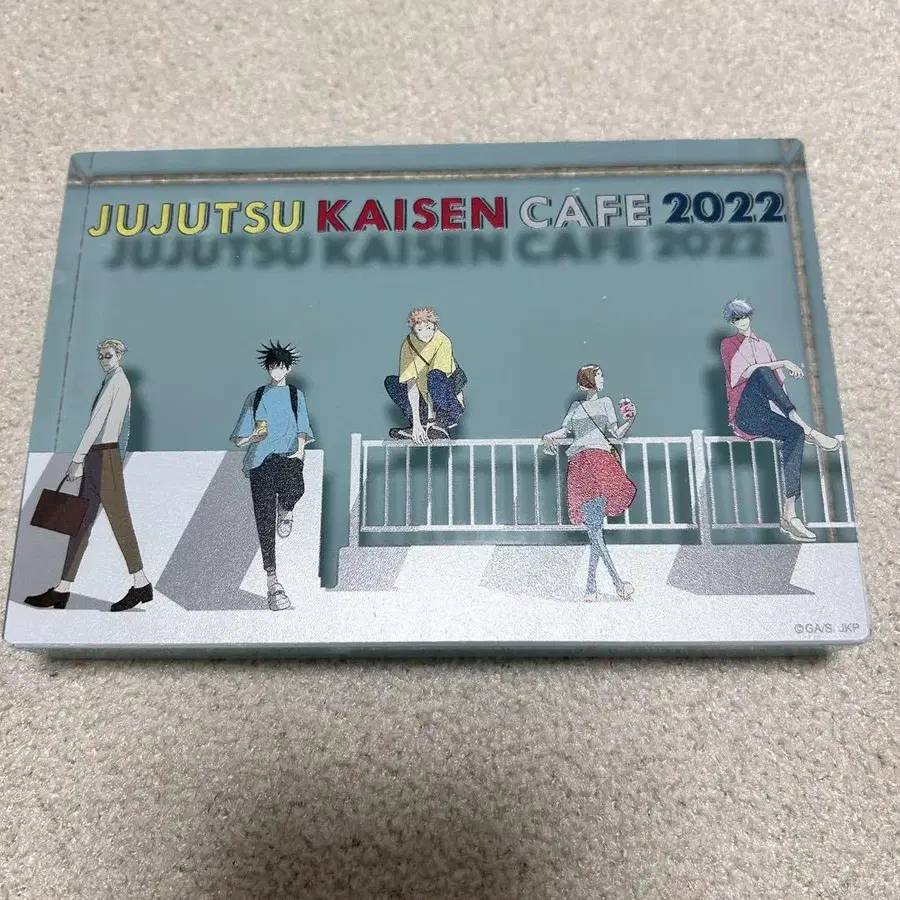 JUJUTSU KAISEN CAFE 2022
©GA/S, JKP